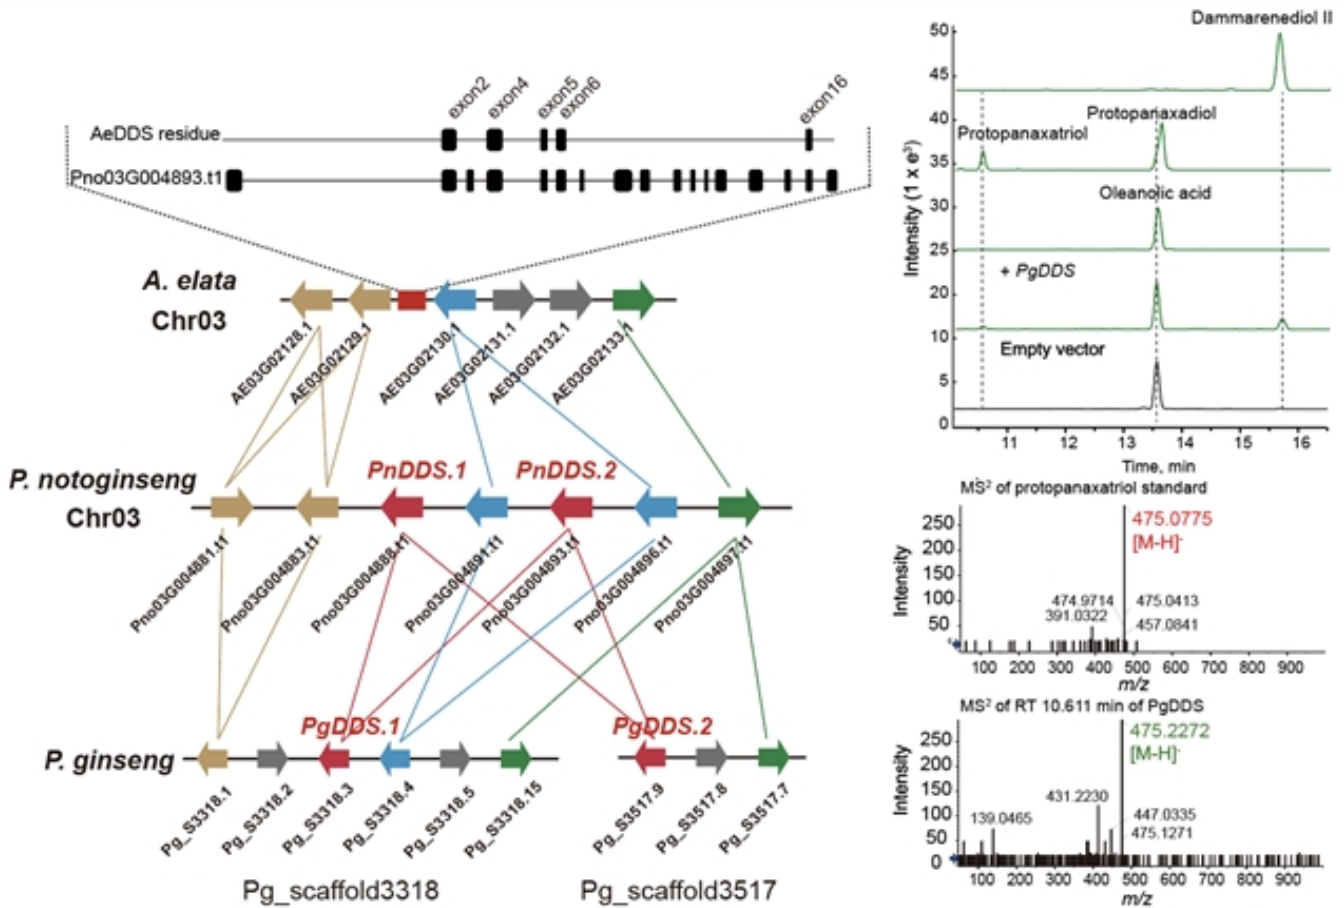 exon2
exon4
exon5
exon6
exon16
AeDDS residue
Pno03G004893.t1
A. elata
Chr03
AE03G02128.1
AE03G02129.1
AE03G02130.1
AE03G02131.1
AE03G02132.1
AE03G02133.1
P. notoginseng
Chr03
PnDDS.1
PnDDS.2
Pno03G004881.t1
Pno03G004883.t1
Pno03G004888.t1
Pno03G004891.t1
Pno03G004893.t1
Pno03G004896.t1
Pno03G004897.t1
P. ginseng
PgDDS.1
PgDDS.2
Pg_S3318.1
Pg_S3318.2
Pg_S3318.3
Pg_S3318.4
Pg_S3318.5
Pg_S3318.15
Pg_S3517.9
Pg_S3517.8
Pg_S3517.7
Pg_scaffold3318
Pg_scaffold3517
Dammarenediol II
Protopanaxadiol
Protopanaxatriol
Oleanolic acid
+ PgDDS
Empty vector
Intensity (1 x e³)
50
45
40
35
30
25
20
10
5
0
11 12 13 14 15 16
Time, min
MS² of protopanaxatriol standard
475.0775
[M-H]⁻
474.9714
391.0322
475.0413
457.0841
Intensity
250
200
150
100
50
0
100 200 300 400 500 600 700 800 900
m/z
MS² of RT 10.611 min of PgDDS
475.2272
[M-H]⁻
431.2230
139.0465
447.0335
475.1271
Intensity
250
200
150
100
50
0
100 200 300 400 500 600 700 800 900
m/z